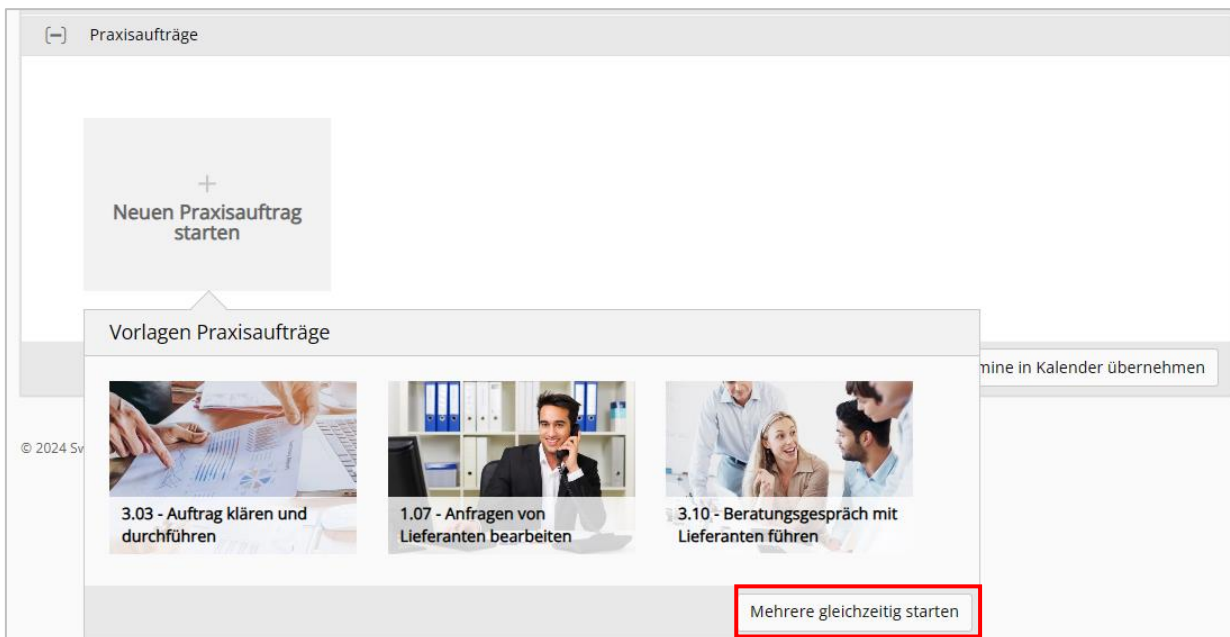 Praxisaufträge
Neuen Praxisauftrag
starten
Vorlagen Praxisaufträge
mine in Kalender übernehmen
© 2024 Sv
3.03 - Auftrag klären und
durchführen
1.07 - Anfragen von
Lieferanten bearbeiten
3.10 - Beratungsgespräch mit
Lieferanten führen
Mehrere gleichzeitig starten